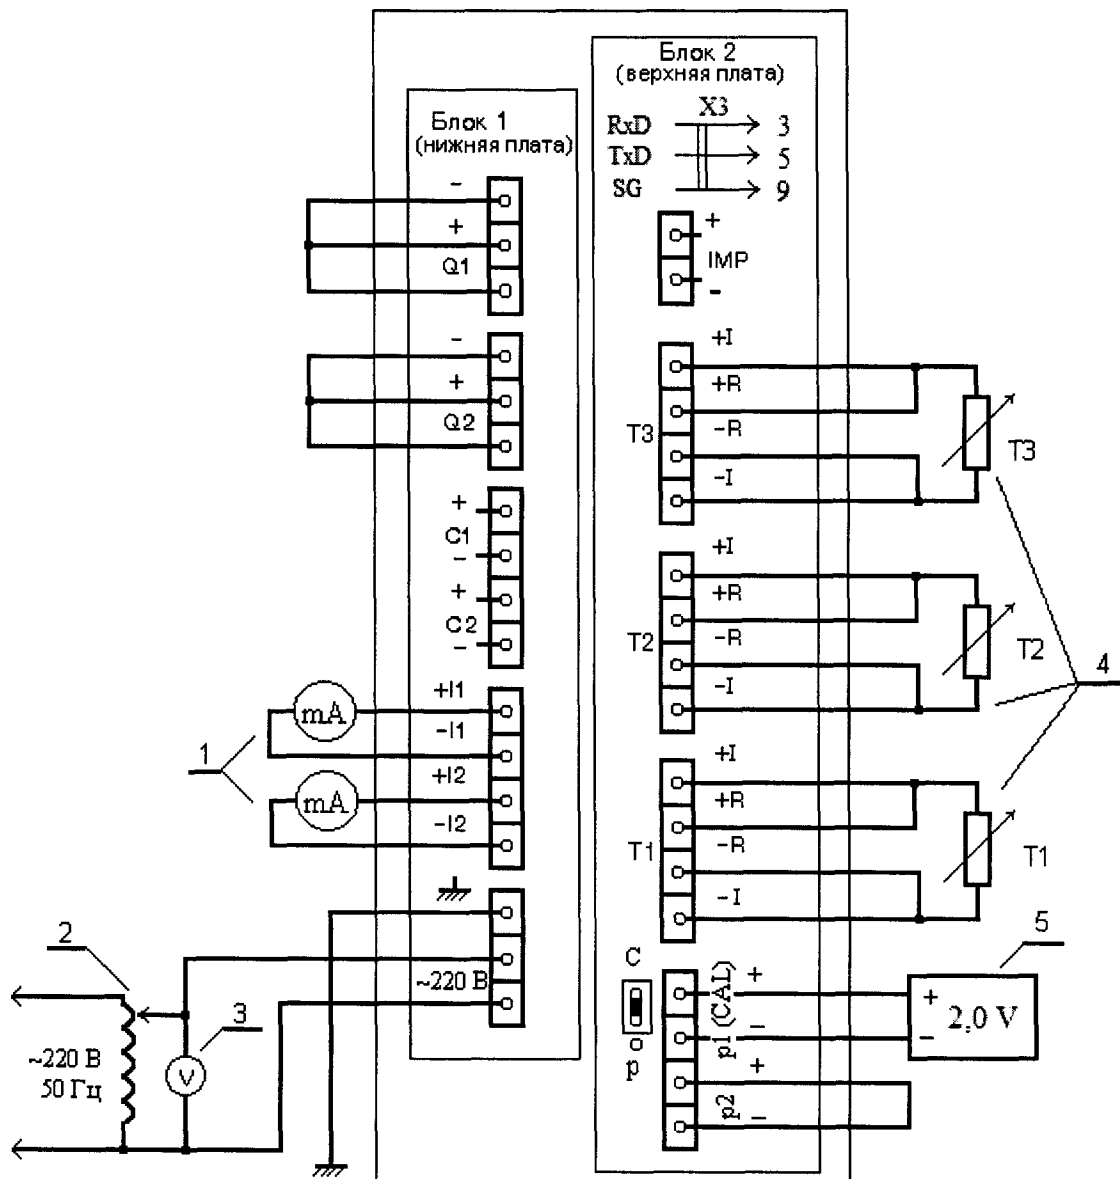 Блок 2
(верхняя плата)
X3
RxD 3
TxD 5
SG 9
+
IMP
-
Блок 1
(нижняя плата)
-
+
Q1
-
+
Q2
+
C1
-
+
C2
-
+I1
mA
-I1
1
+I2
mA
-I2
~220 В
2
3
~220 В
50 Гц
V
+I
+R
T3
-R
-I
T3
+I
+R
T2
-R
-I
T2
4
+I
+R
T1
-R
-I
T1
5
C
p
p1 (CAL)
+
-
+
2,0 V
-
p2
+
-